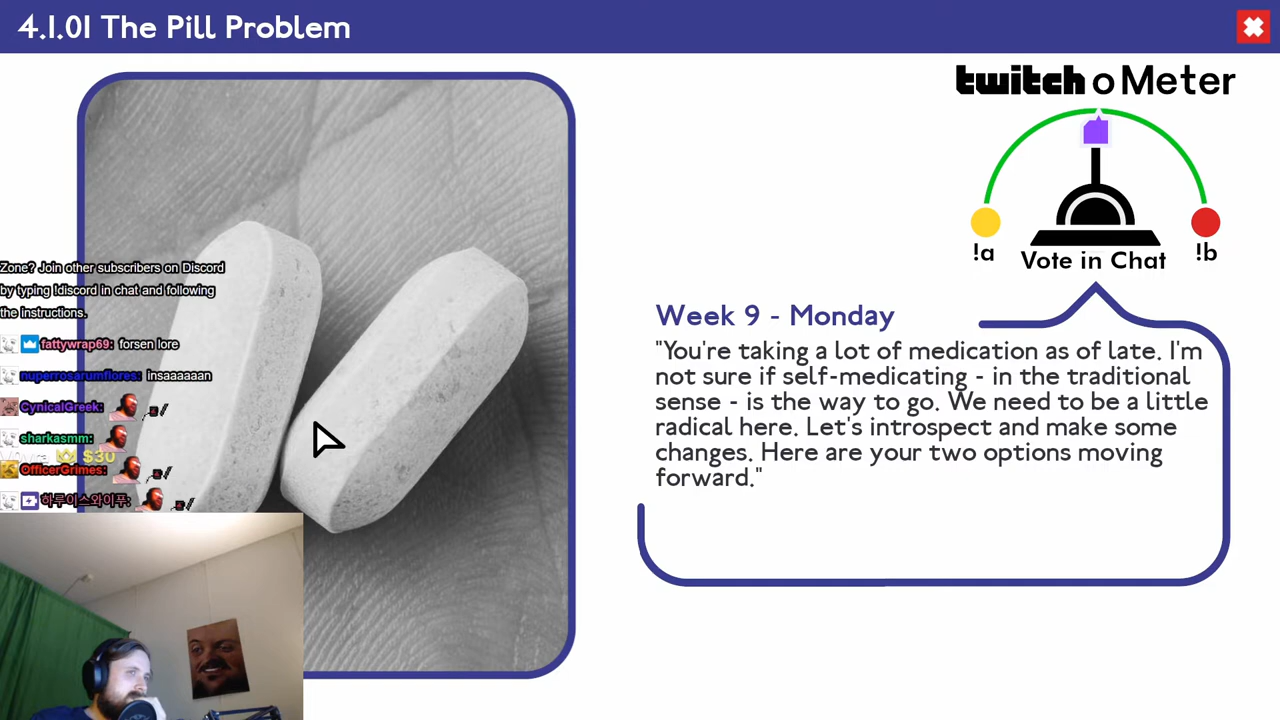 4.1.01 The Pill Problem
twitch o Meter
!a
Vote in Chat
!b
Week 9 - Monday
"You're taking a lot of medication as of late. I'm
not sure if self-medicating - in the traditional
sense - is the way to go. We need to be a little
radical here. Let's introspect and make some
changes. Here are your two options moving
forward."
Zone? Join other subscribers on Discord
by typing !discord in chat and following
the instructions.
fattywrap69: forsen lore
nuperrosarumflores: insaaaaaan
CynicalGreek:
sharkasmm:
$30
OfficerGrimes:
하루이스와이푸: